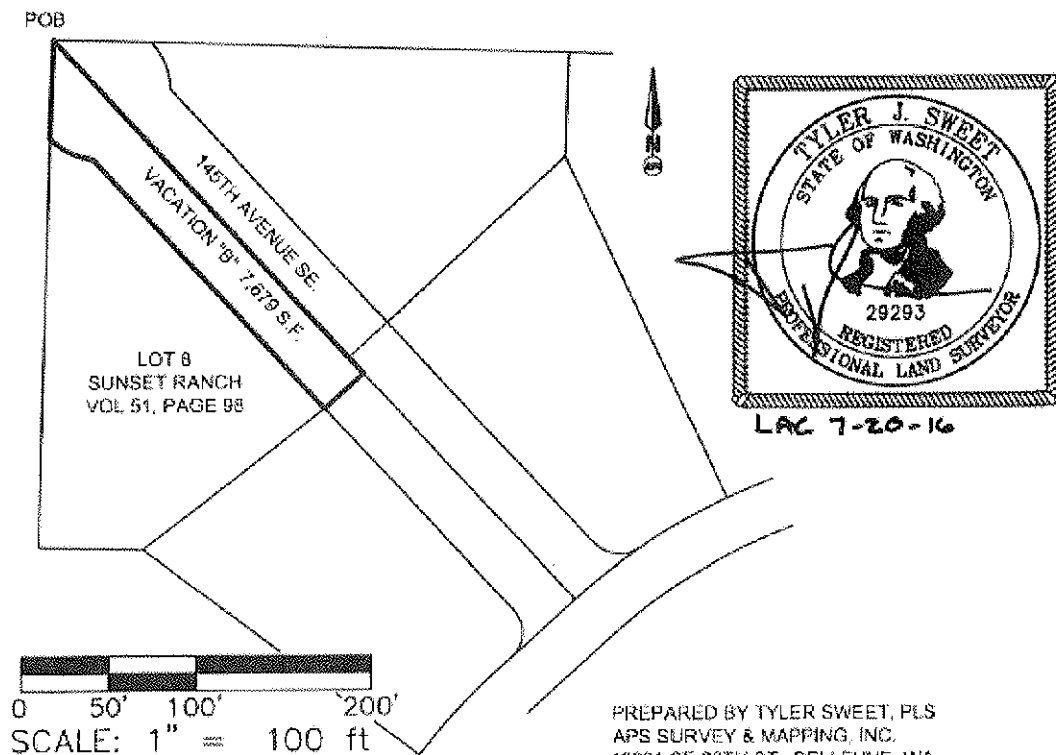 POB
145TH AVENUE SE.
VACATION "B" 7,679 S.F.
LOT 8
SUNSET RANCH
VOL 51, PAGE 98
N
TYLER J. SWEET
STATE OF WASHINGTON
29293
REGISTERED
PROFESSIONAL LAND SURVEYOR
LAC 7-20-16
0 50' 100' 200'
SCALE: 1" = 100 ft
PREPARED BY TYLER SWEET, PLS
APS SURVEY & MAPPING, INC.